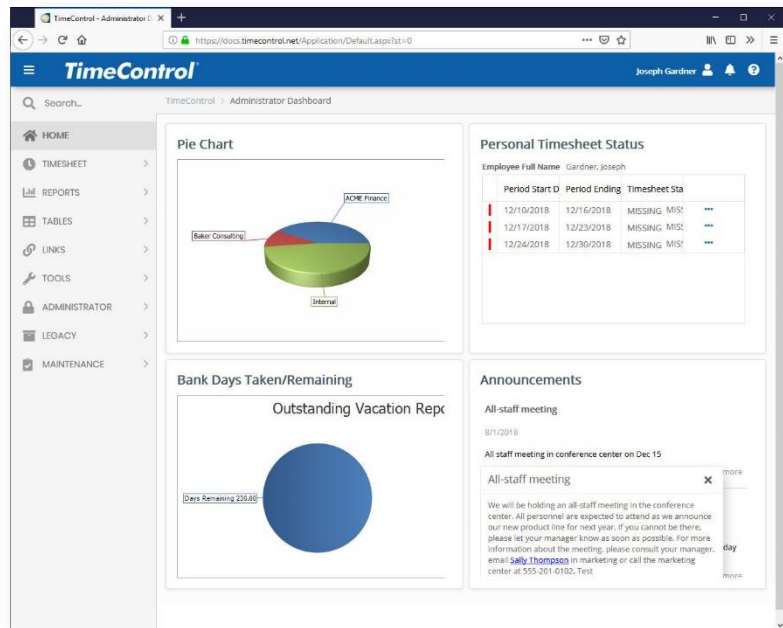 TimeControl - Administrator D
https://docs.timecontrol.net/Application/Default.aspx?st=0
TimeControl
Joseph Gardner
Search...
TimeControl > Administrator Dashboard
HOME
TIMESHEET
REPORTS
TABLES
LINKS
TOOLS
ADMINISTRATOR
LEGACY
MAINTENANCE
Pie Chart
ACME Finance
Baker Consulting
Internal
Personal Timesheet Status
Employee Full Name Gardner, Joseph
Period Start D Period Ending Timesheet Sta
12/10/2018 12/16/2018 MISSING MISS
12/17/2018 12/23/2018 MISSING MISS
12/24/2018 12/30/2018 MISSING MISS
Bank Days Taken/Remaining
Outstanding Vacation Repo
Days Remaining 230.00
Announcements
All-staff meeting
8/1/2018
All staff meeting in conference center on Dec 15
more
All-staff meeting
We will be holding an all-staff meeting in the conference
center. All personnel are expected to attend as we announce
our new product line for next year. If you cannot be there,
please let your manager know as soon as possible. For more
information about the meeting, please consult your manager,
email Sally Thompson in marketing or call the marketing
center at 555-201-0102. Test
day
more